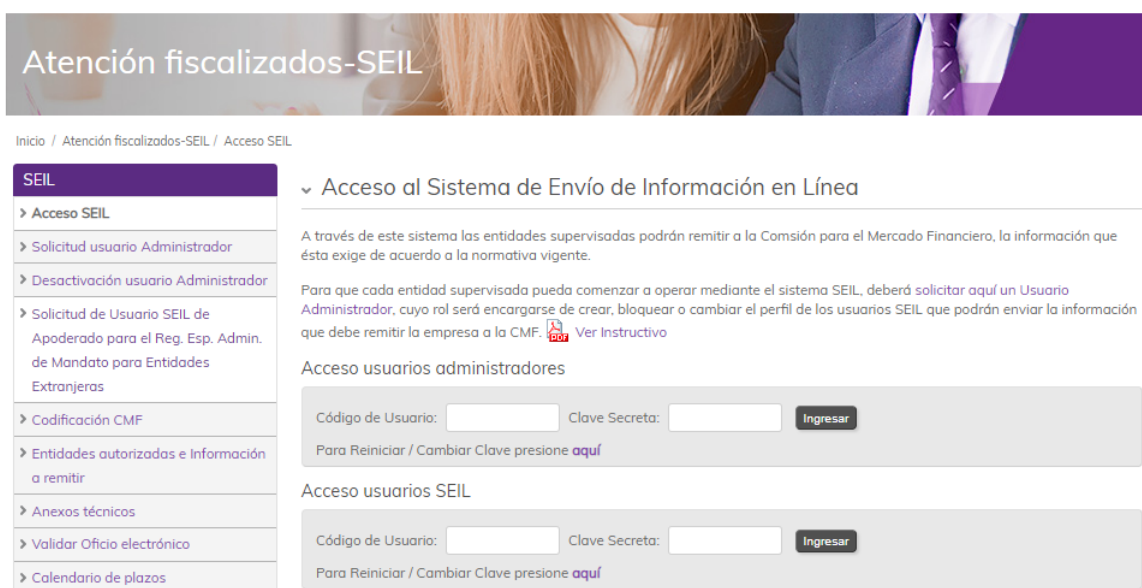 Atención fiscalizados-SEIL
Inicio / Atención fiscalizados-SEIL / Acceso SEIL
SEIL
Acceso SEIL
Solicitud usuario Administrador
Desactivación usuario Administrador
Solicitud de Usuario SEIL de
Apoderado para el Reg. Esp. Admin.
de Mandato para Entidades
Extranjeras
Codificación CMF
Entidades autorizadas e Información
a remitir
Anexos técnicos
Validar Oficio electrónico
Calendario de plazos
Acceso al Sistema de Envío de Información en Línea
A través de este sistema las entidades supervisadas podrán remitir a la Comsión para el Mercado Financiero, la información que
ésta exige de acuerdo a la normativa vigente.
Para que cada entidad supervisada pueda comenzar a operar mediante el sistema SEIL, deberá solicitar aquí un Usuario
Administrador, cuyo rol será encargarse de crear, bloquear o cambiar el perfil de los usuarios SEIL que podrán enviar la información
que debe remitir la empresa a la CMF. PDF Ver Instructivo
Acceso usuarios administradores
Código de Usuario: Clave Secreta: Ingresar
Para Reiniciar / Cambiar Clave presione aquí
Acceso usuarios SEIL
Código de Usuario: Clave Secreta: Ingresar
Para Reiniciar / Cambiar Clave presione aquí